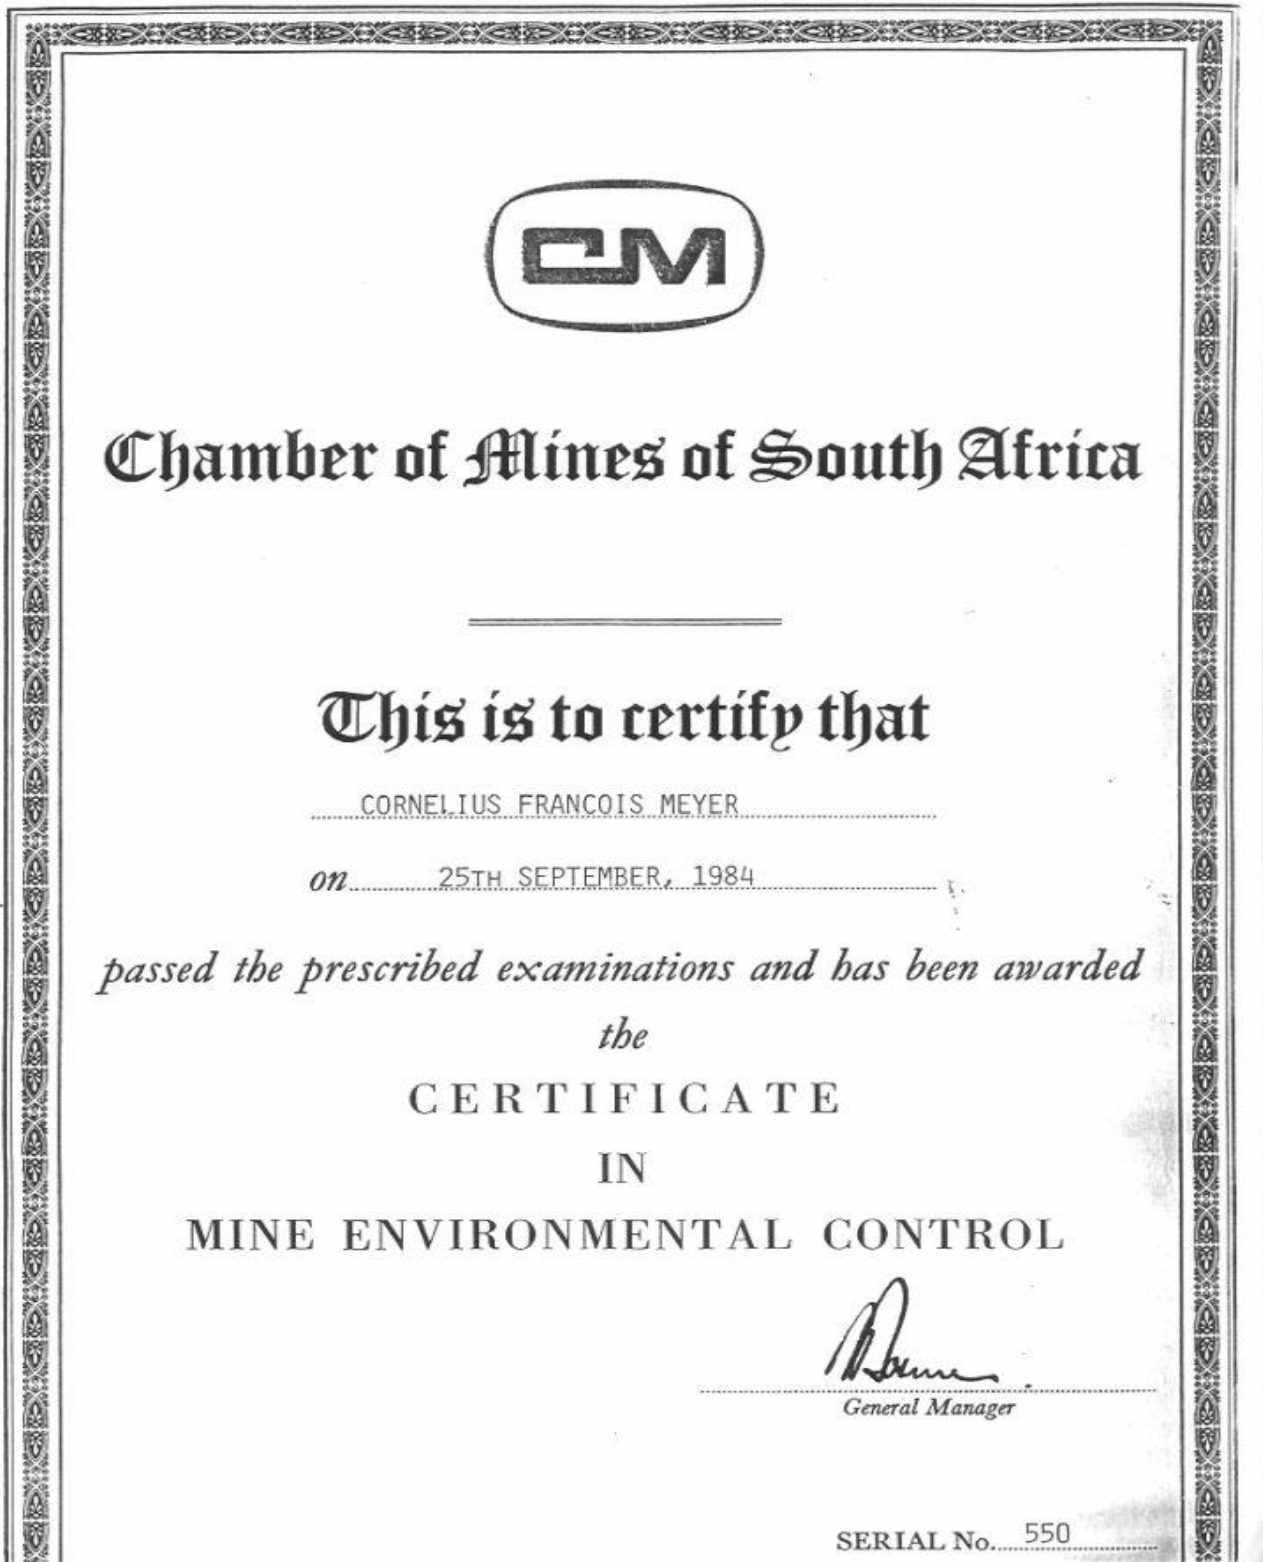 CM
Chamber of Mines of South Africa
This is to certify that
CORNELIUS FRANCOIS MEYER
on 25TH SEPTEMBER, 1984
passed the prescribed examinations and has been awarded
the
CERTIFICATE
IN
MINE ENVIRONMENTAL CONTROL
General Manager
SERIAL No. 550